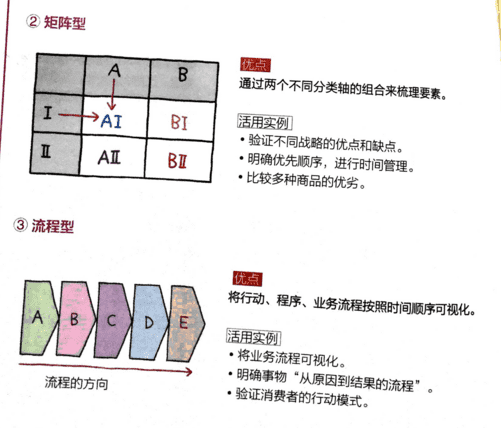 ② 矩阵型
A B
I AI BI
II AII BII
优点
通过两个不同分类轴的组合来梳理要素。
活用实例
• 验证不同战略的优点和缺点。
• 明确优先顺序，进行时间管理。
• 比较多种商品的优劣。
③ 流程型
A B C D E
流程的方向
优点
将行动、程序、业务流程按照时间顺序可视化。
活用实例
• 将业务流程可视化。
• 明确事物“从原因到结果的流程”。
• 验证消费者的行动模式。